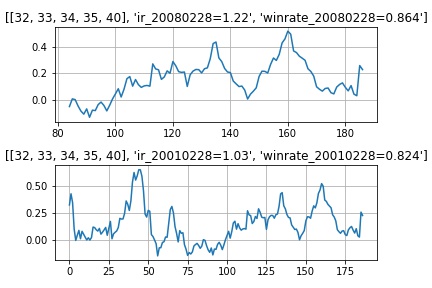 [[32, 33, 34, 35, 40], 'ir_20080228=1.22', 'winrate_20080228=0.864']
0.4
0.2
0.0
80 100 120 140 160 180
[[32, 33, 34, 35, 40], 'ir_20010228=1.03', 'winrate_20010228=0.824']
0.50
0.25
0.00
0 25 50 75 100 125 150 175